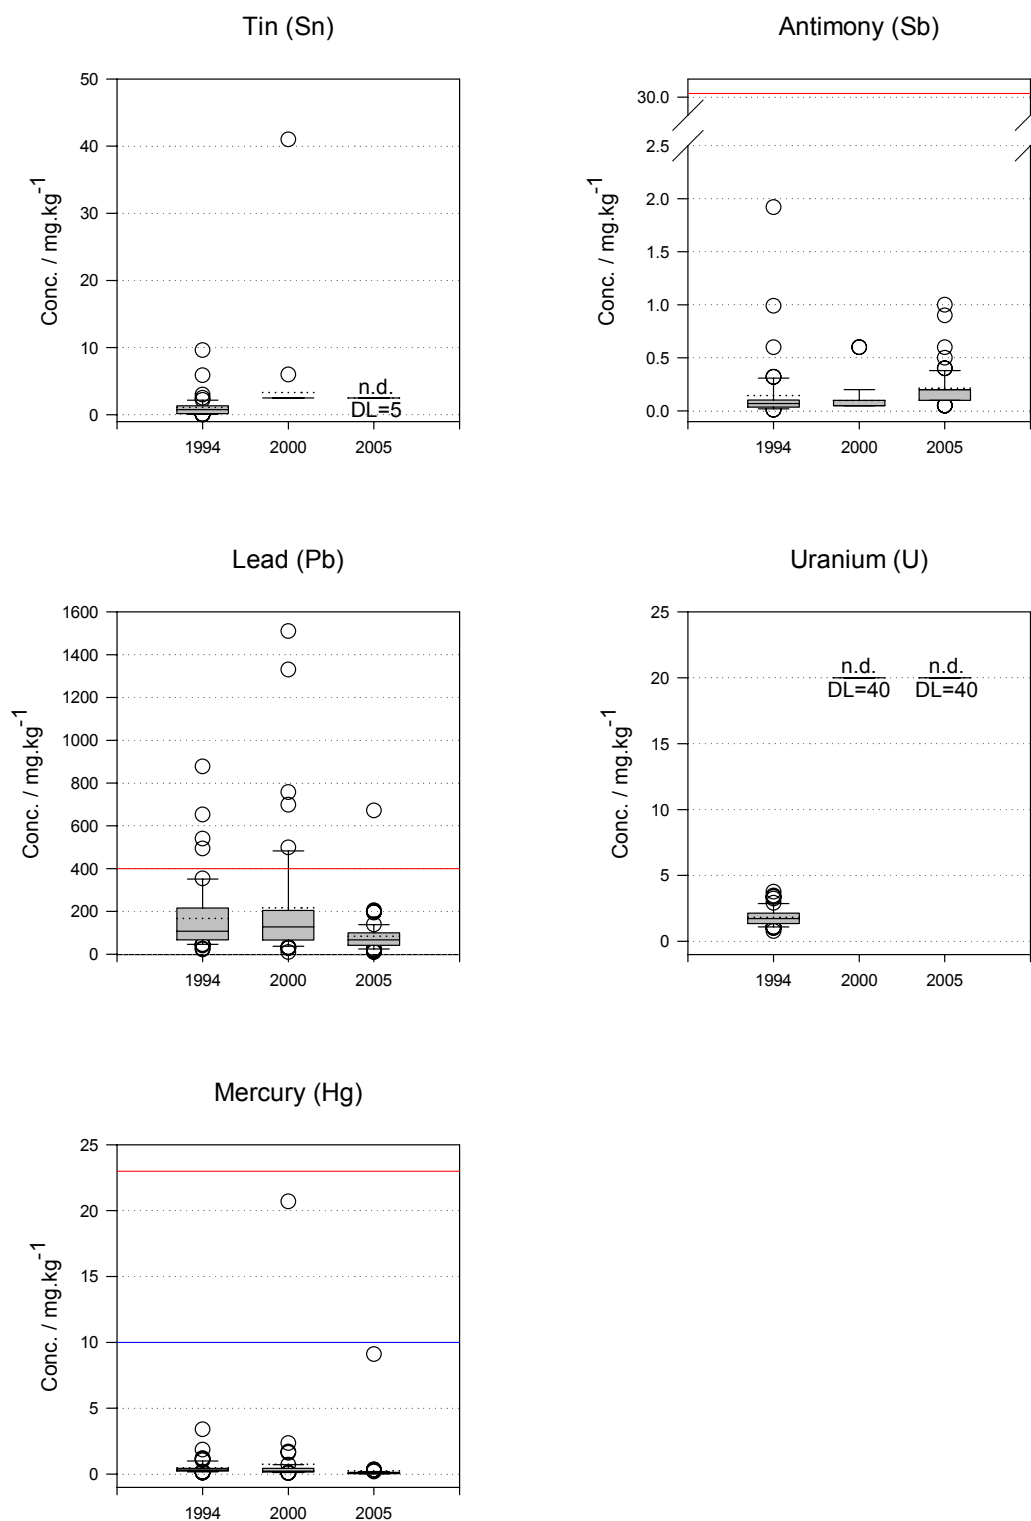 Tin (Sn)
Conc. / mg.kg⁻¹
50
40
30
20
10
0
n.d.
DL=5
1994 2000 2005
Antimony (Sb)
Conc. / mg.kg⁻¹
30.0
2.5
2.0
1.5
1.0
0.5
0.0
1994 2000 2005
Lead (Pb)
Conc. / mg.kg⁻¹
1600
1400
1200
1000
800
600
400
200
0
1994 2000 2005
Uranium (U)
Conc. / mg.kg⁻¹
25
20
15
10
5
0
n.d. n.d.
DL=40 DL=40
1994 2000 2005
Mercury (Hg)
Conc. / mg.kg⁻¹
25
20
15
10
5
0
1994 2000 2005